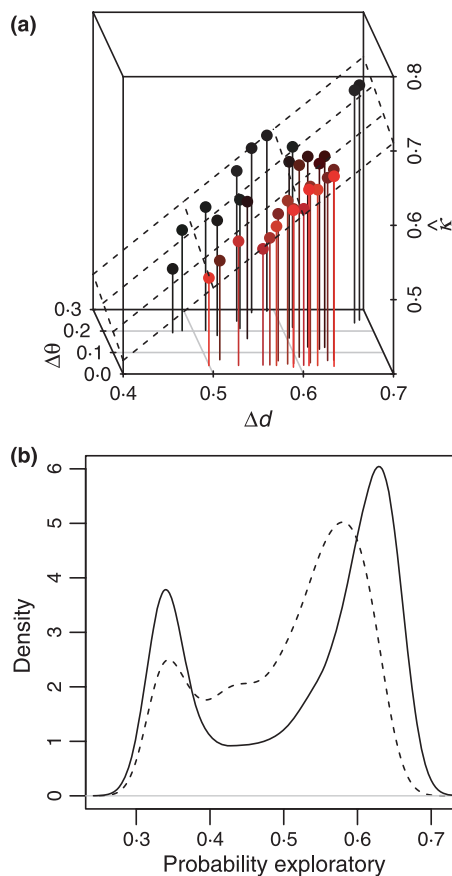 (a)
0·8
0·7
0·6
0·5
κ̂
0·3
0·2
0·1
0·0
Δθ
0·4 0·5 0·6 0·7
Δd
(b)
6
5
4
3
2
1
0
Density
0·3 0·4 0·5 0·6 0·7
Probability exploratory